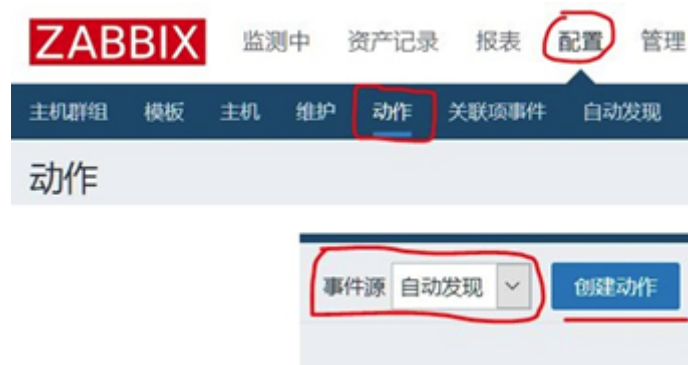 ZABBIX 监测中 资产记录 报表 配置 管理
主机群组 模板 主机 维护 动作 关联项事件 自动发现
动作
事件源 自动发现 创建动作